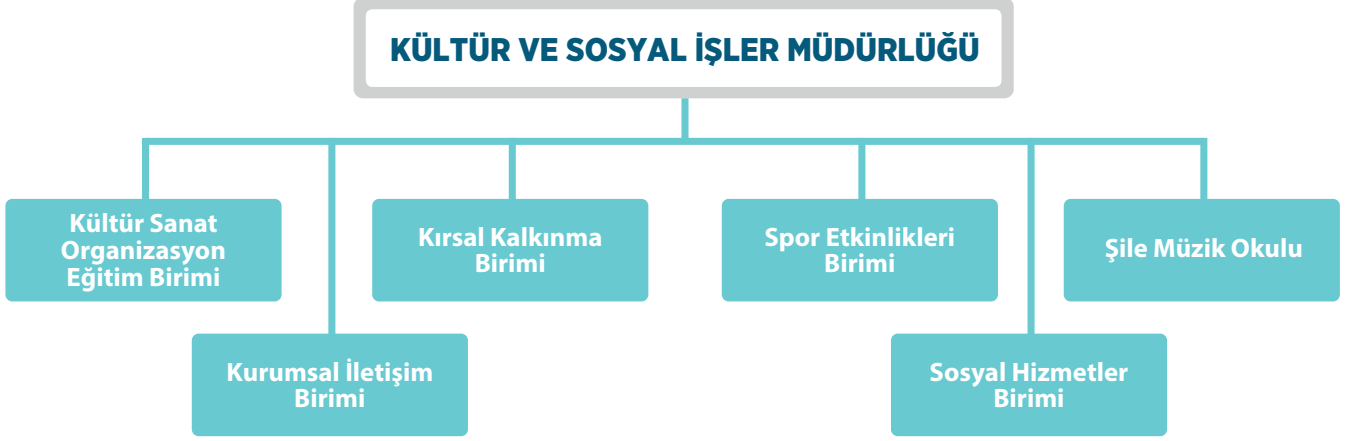 KÜLTÜR VE SOSYAL İŞLER MÜDÜRLÜĞÜ
Kültür Sanat
Organizasyon
Eğitim Birimi
Kırsal Kalkınma
Birimi
Spor Etkinlikleri
Birimi
Şile Müzik Okulu
Kurumsal İletişim
Birimi
Sosyal Hizmetler
Birimi